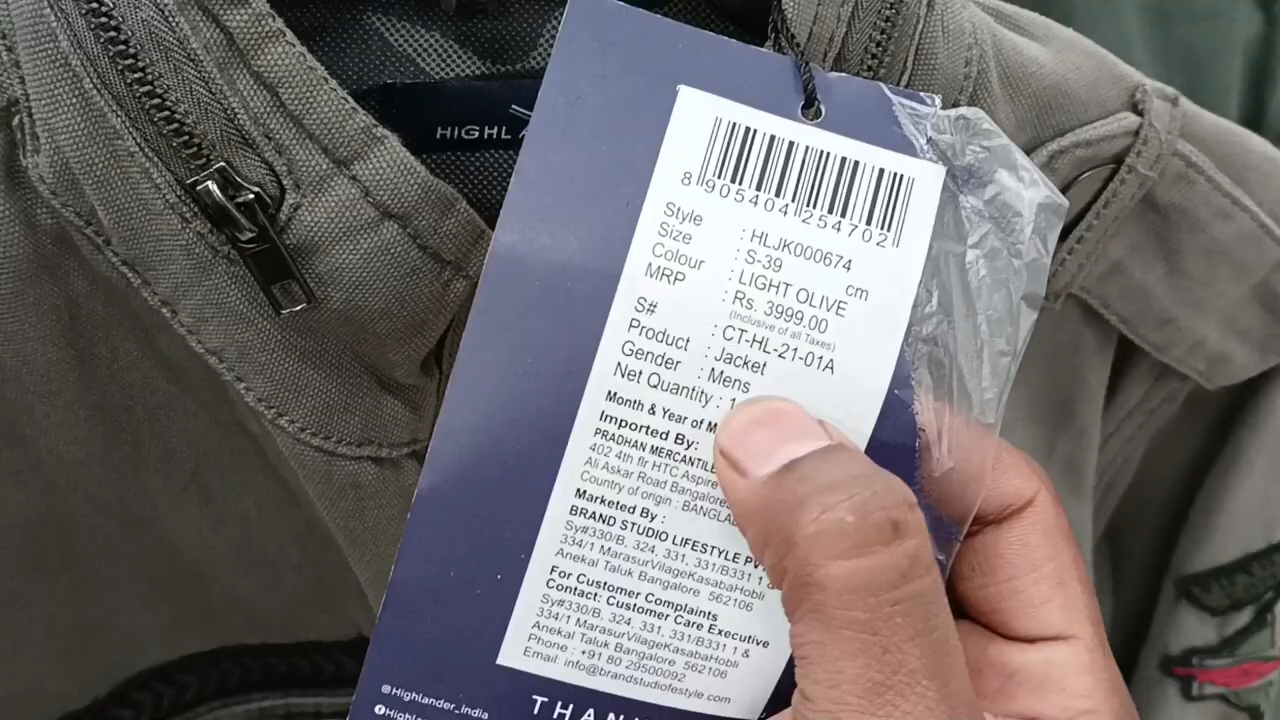 HIGHLA
8 905404 254702
Style : HLJK000674
Size : S-39 cm
Colour : LIGHT OLIVE
MRP : Rs. 3999.00
(Inclusive of all Taxes)
S# : CT-HL-21-01A
Product : Jacket
Gender : Mens
Net Quantity : 1
Month & Year of M
Imported By:
PRADHAN MERCANTILE
402 4th flr HTC Aspire
Ali Askar Road Bangalore
Country of origin : BANGLAD
Marketed By :
BRAND STUDIO LIFESTYLE PV
Sy#330/B, 324, 331, 331/B331 1 &
334/1 MarasurVilageKasabaHobli
Anekal Taluk Bangalore 562106
For Customer Complaints
Contact: Customer Care Executive
Sy#330/B, 324, 331, 331/B331 1 &
334/1 MarasurVilageKasabaHobli
Anekal Taluk Bangalore 562106
Phone : +91 80 29500092
Email: info@brandstudiofestyle.com
@Highlander_India
Highl
THAN